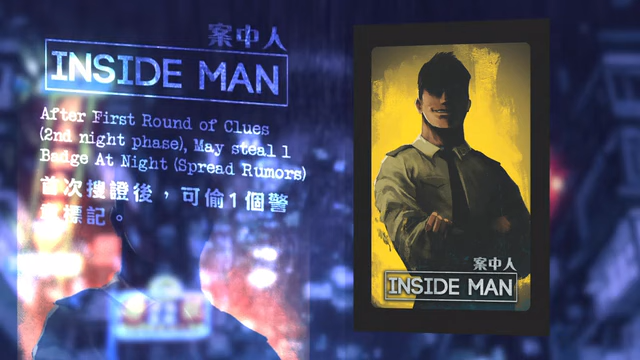 案中人
INSIDE MAN
After First Round of Clues
(2nd night phase), May steal 1
Badge At Night (Spread Rumors)
首次搜證後，可偷1個警
標記。
案中人
INSIDE MAN